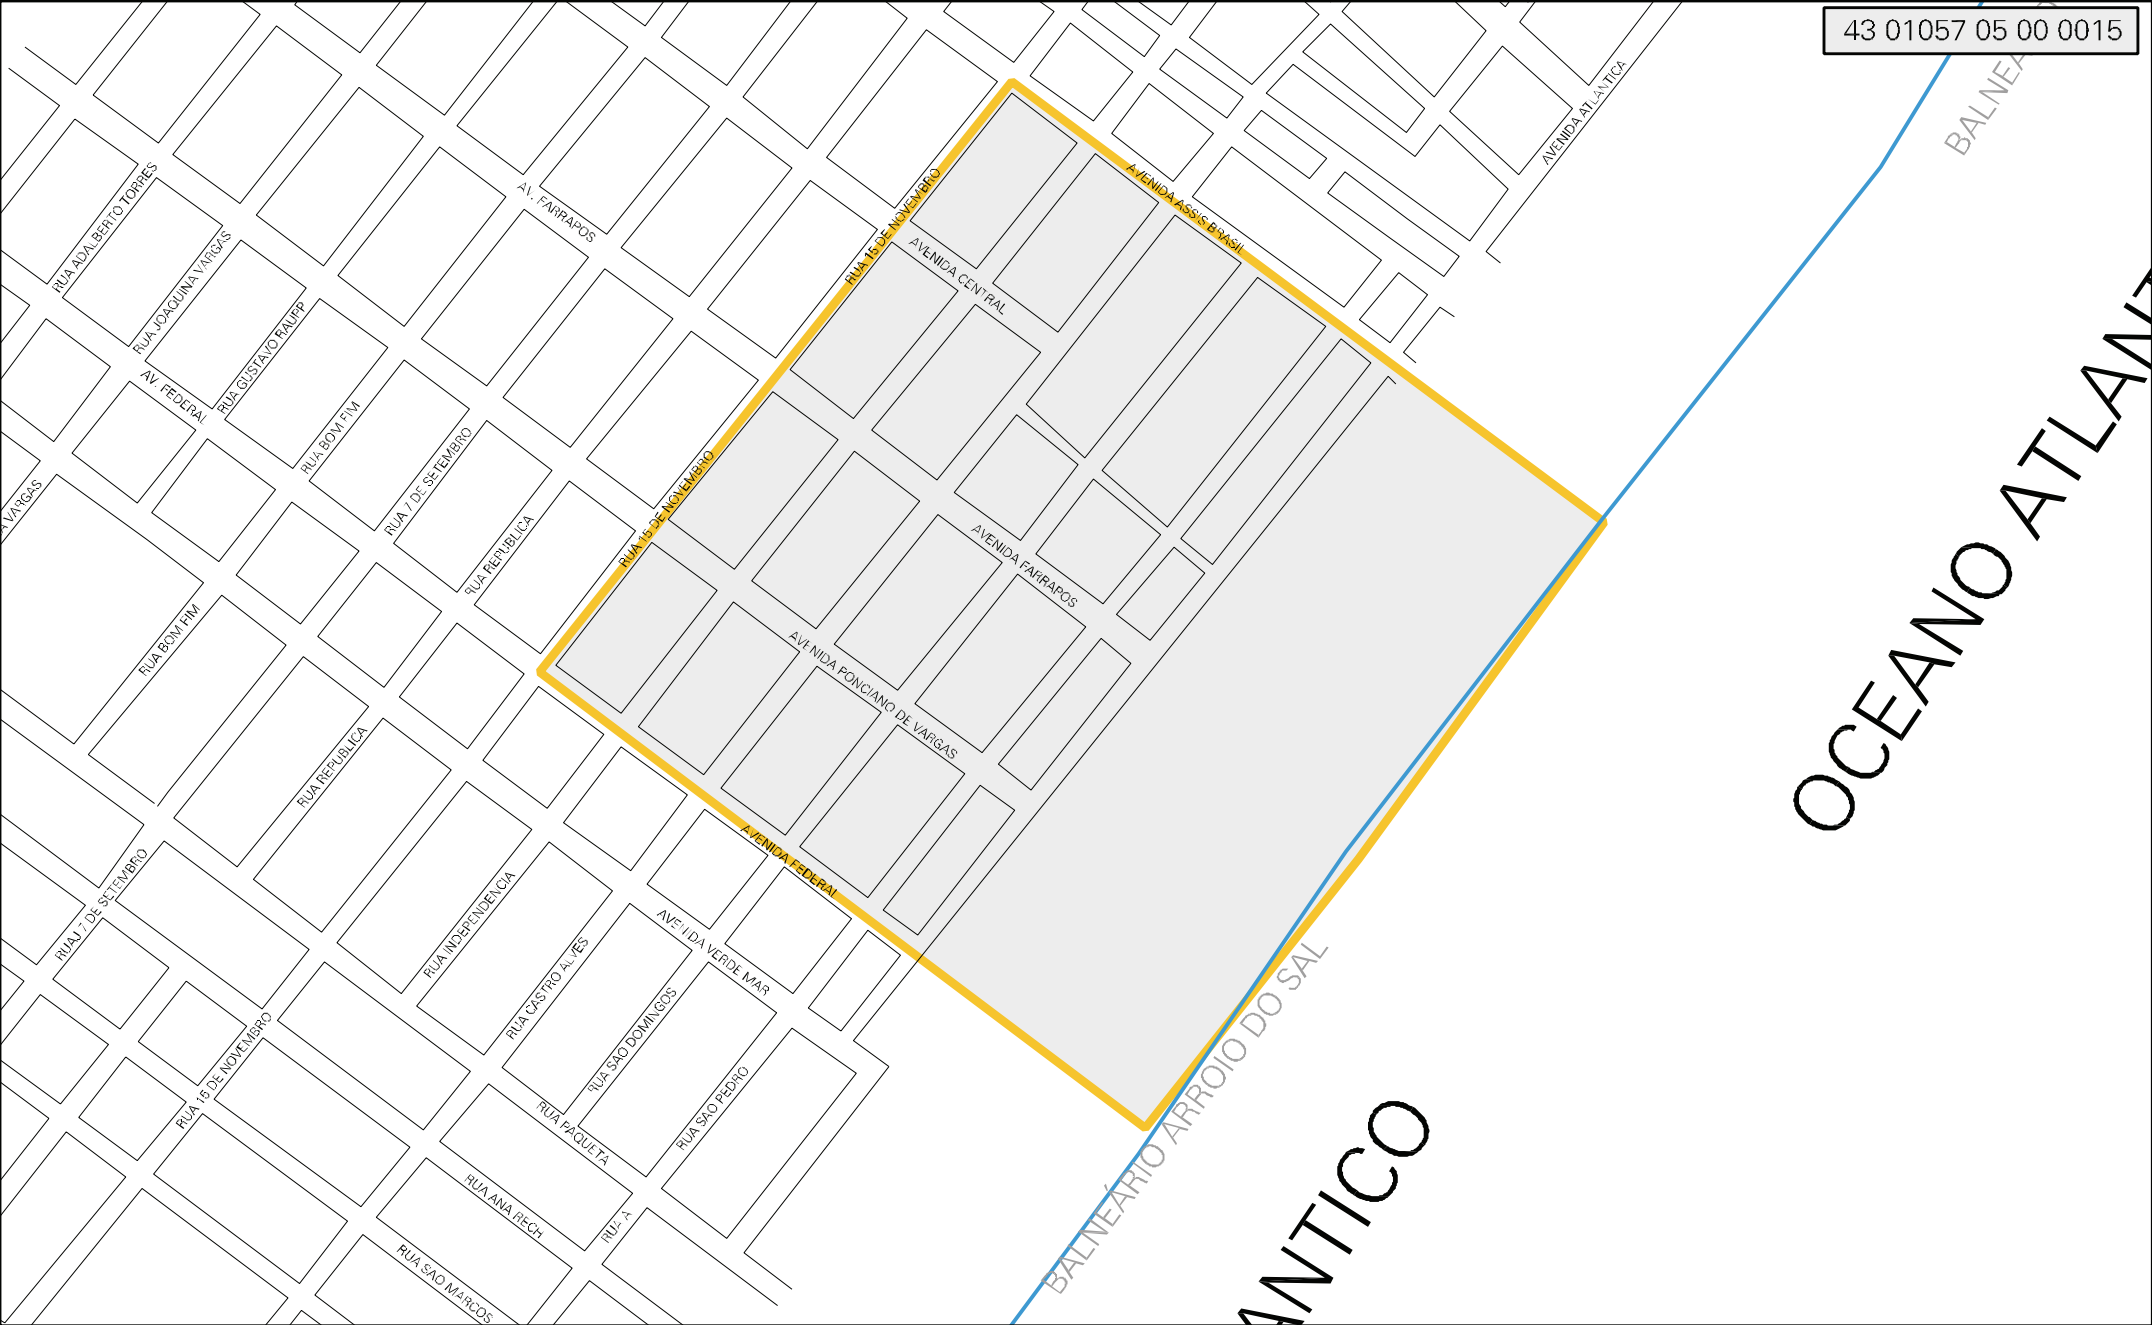 43 01057 05 00 0015
AVENIDA ATLANTICA
RUA ADALBERTO TORRES
RUA JOAQUINA VARGAS
AV. FARRAPOS
RUA 15 DE NOVEMBRO
AVENIDA ASSIS BRASIL
AVENIDA CENTRAL
RUA GUSTAVO RAUPP
AV. FEDERAL
RUA BOM FIM
RUA 7 DE SETEMBRO
RUA 15 DE NOVEMBRO
VARGAS
RUA REPUBLICA
AVENIDA FARRAPOS
OCEANO ATLANT
RUA BOM FIM
AVENIDA PONCIANO DE VARGAS
RUA REPUBLICA
AVENIDA FEDERAL
RUAJ 7 DE SETEMBRO
RUA INDEPENDENCIA
RUA CASTRO ALVES
AVENIDA VERDE MAR
RUA SAO DOMINGOS
RUA 15 DE NOVEMBRO
RUA SAO PEDRO
RUA PAQUETA
BALNEÁRIO ARROIO DO SAL
RUA ANA RECH
RUA A
RUA SAO MARCOS
ANTICO